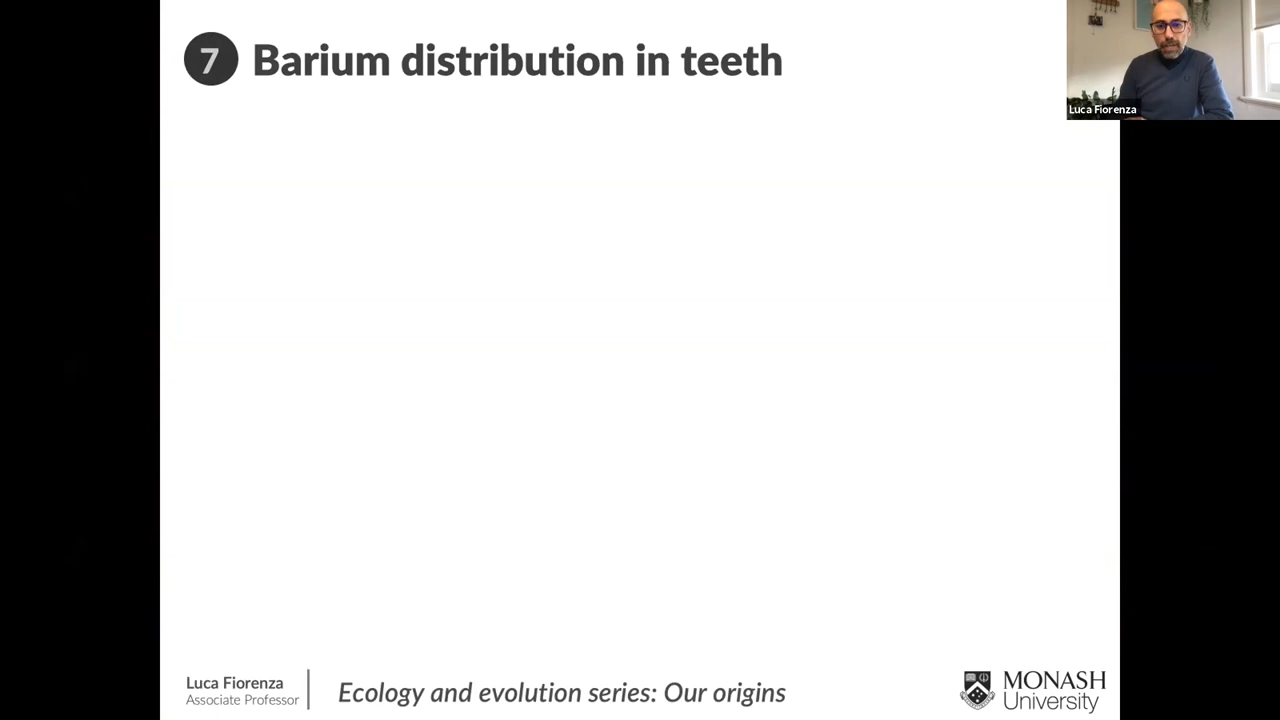 7 Barium distribution in teeth
Luca Fiorenza
Luca Fiorenza
Associate Professor
Ecology and evolution series: Our origins
MONASH
University